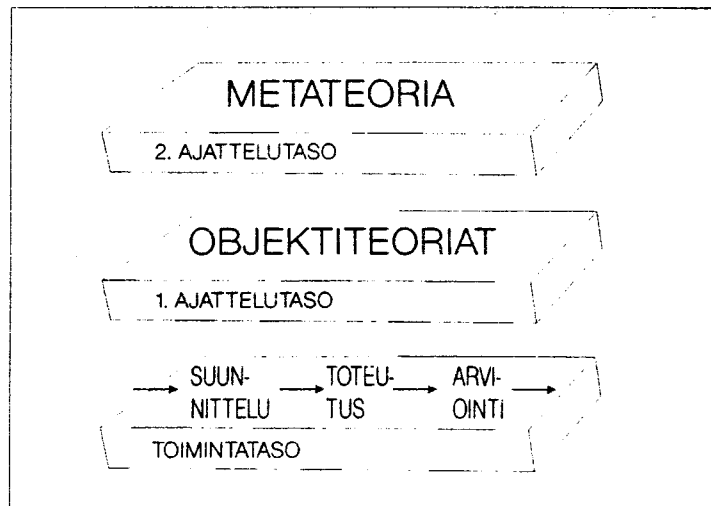 METATEORIA
2. AJATTELUTASO
OBJEKTITEORIAT
1. AJATTELUTASO
SUUN- TOTEU- ARVI-
NITTELU TUS OINTI
TOIMINTATASO